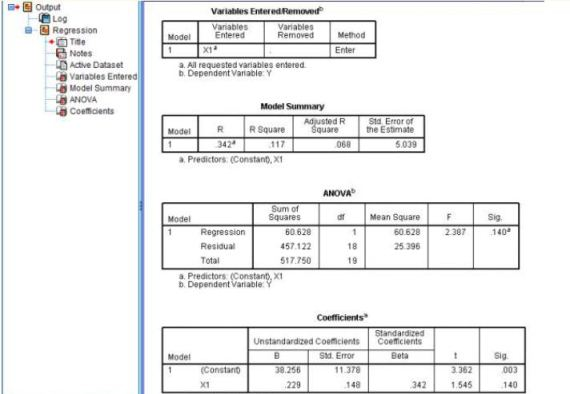 Output
Log
Regression
Title
Notes
Active Dataset
Variables Entered
Model Summary
ANOVA
Coefficients
Variables Entered/Removed b
Model Variables Entered Variables Removed Method
1 X1 a . Enter
a. All requested variables entered.
b. Dependent Variable: Y
Model Summary
Model R R Square Adjusted R Square Std. Error of the Estimate
1 .342 a .117 .068 5.039
a. Predictors: (Constant), X1
ANOVA b
Model Sum of Squares df Mean Square F Sig.
1 Regression 60.628 1 60.628 2.387 .140 a
Residual 457.122 18 25.396
Total 517.750 19
a. Predictors: (Constant), X1
b. Dependent Variable: Y
Coefficients a
Model Unstandardized Coefficients Standardized Coefficients t Sig.
B Std. Error Beta
1 (Constant) 38.256 11.378 3.362 .003
X1 .229 .148 .342 1.545 .140